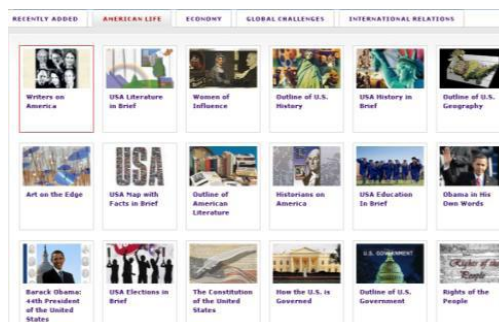 RECENTLY ADDED AMERICAN LIFE ECONOMY GLOBAL CHALLENGES INTERNATIONAL RELATIONS
Writers on
America
USA Literature
in Brief
Women of
Influence
Outline of U.S.
History
USA History in
Brief
Outline of U.S.
Geography
USA
Art on the Edge
USA Map with
Facts in Brief
Outline of
American
Literature
Historians on
America
USA Education
In Brief
Obama in His
Own Words
U.S. GOVERNMENT
Rights of the
People
Barack Obama:
44th President
of the United
States
USA Elections in
Brief
The Constitution
of the United
States
How the U.S. is
Governed
Outline of U.S.
Government
Rights of the
People